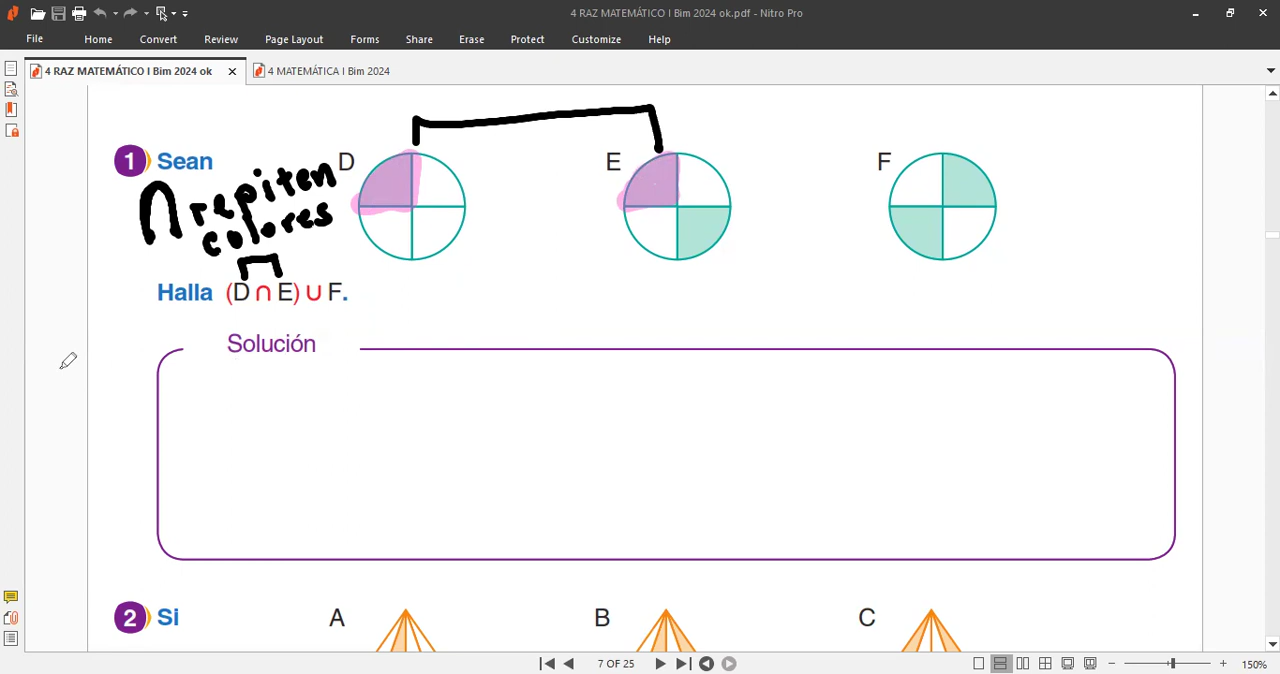 4 RAZ MATEMÁTICO I Bim 2024 ok.pdf - Nitro Pro
File Home Convert Review Page Layout Forms Share Erase Protect Customize Help
4 RAZ MATEMÁTICO I Bim 2024 ok 4 MATEMÁTICA I Bim 2024
1 Sean D E F
∩ repiten
colores
Halla (D ∩ E) ∪ F.
Solución
2 Si A B C
7 OF 25 150%